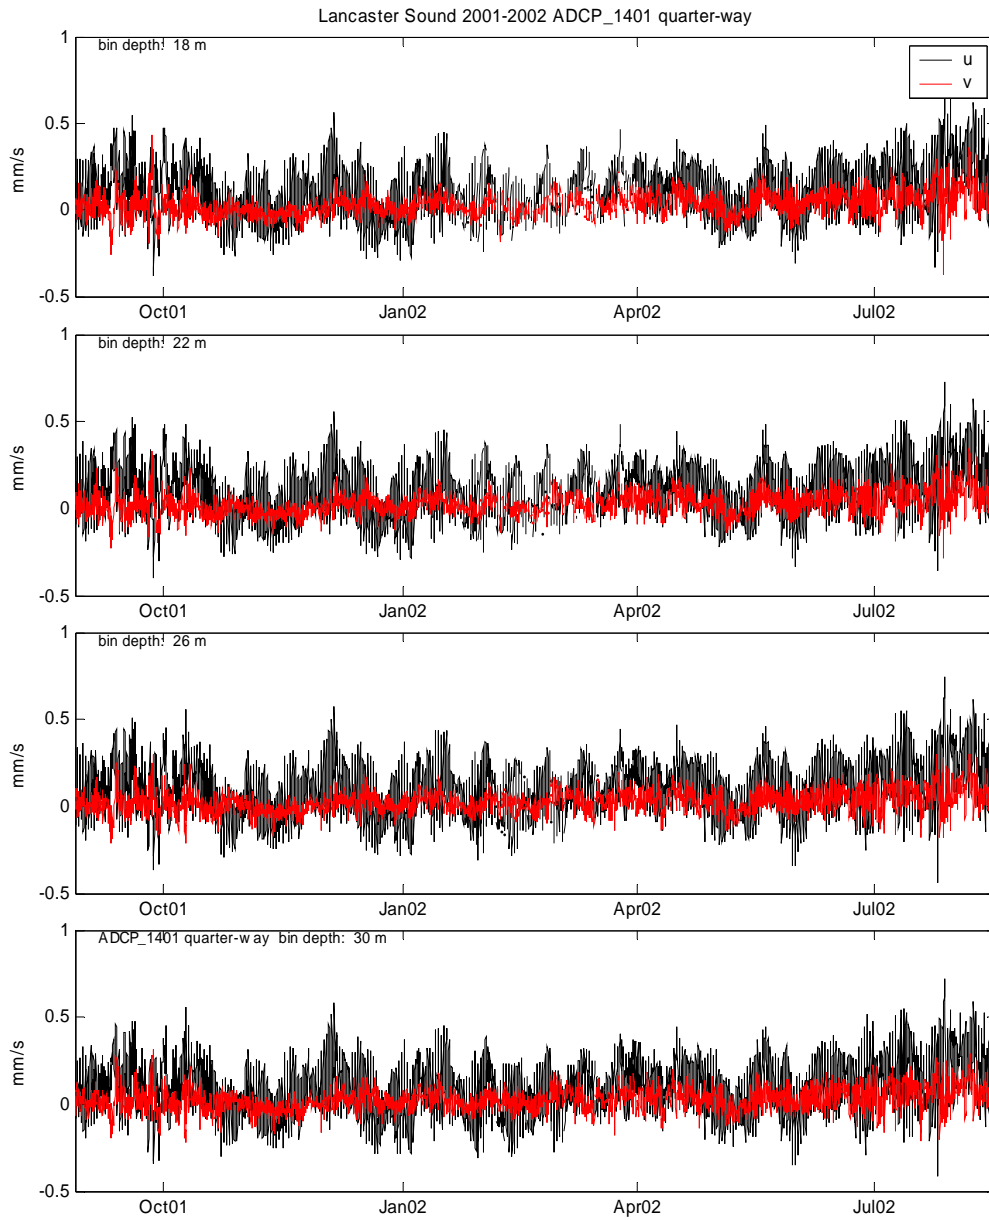 Lancaster Sound 2001-2002 ADCP_1401 quarter-way
1
bin depth: 18 m
u
v
0.5
mm/s
0
-0.5
Oct01 Jan02 Apr02 Jul02
1
bin depth: 22 m
0.5
mm/s
0
-0.5
Oct01 Jan02 Apr02 Jul02
1
bin depth: 26 m
0.5
mm/s
0
-0.5
Oct01 Jan02 Apr02 Jul02
1
ADCP_1401 quarter-way bin depth: 30 m
0.5
mm/s
0
-0.5
Oct01 Jan02 Apr02 Jul02